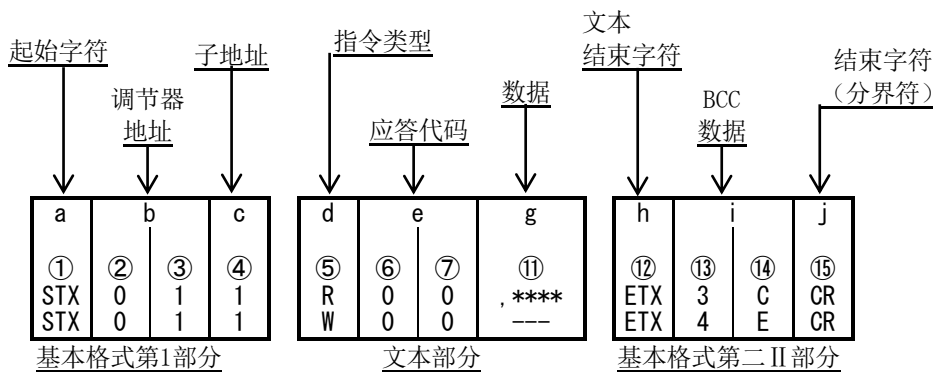 起始字符
调节器
地址
子地址
指令类型
应答代码
数据
文本
结束字符
BCC
数据
结束字符
(分界符)
a b c d e g h i j
① ② ③ ④ ⑤ ⑥ ⑦ ⑪ ⑫ ⑬ ⑭ ⑮
STX 0 1 1 R 0 0 ,**** ETX 3 C CR
STX 0 1 1 W 0 0 --- ETX 4 E CR
基本格式第1部分 文本部分 基本格式第二Ⅱ部分